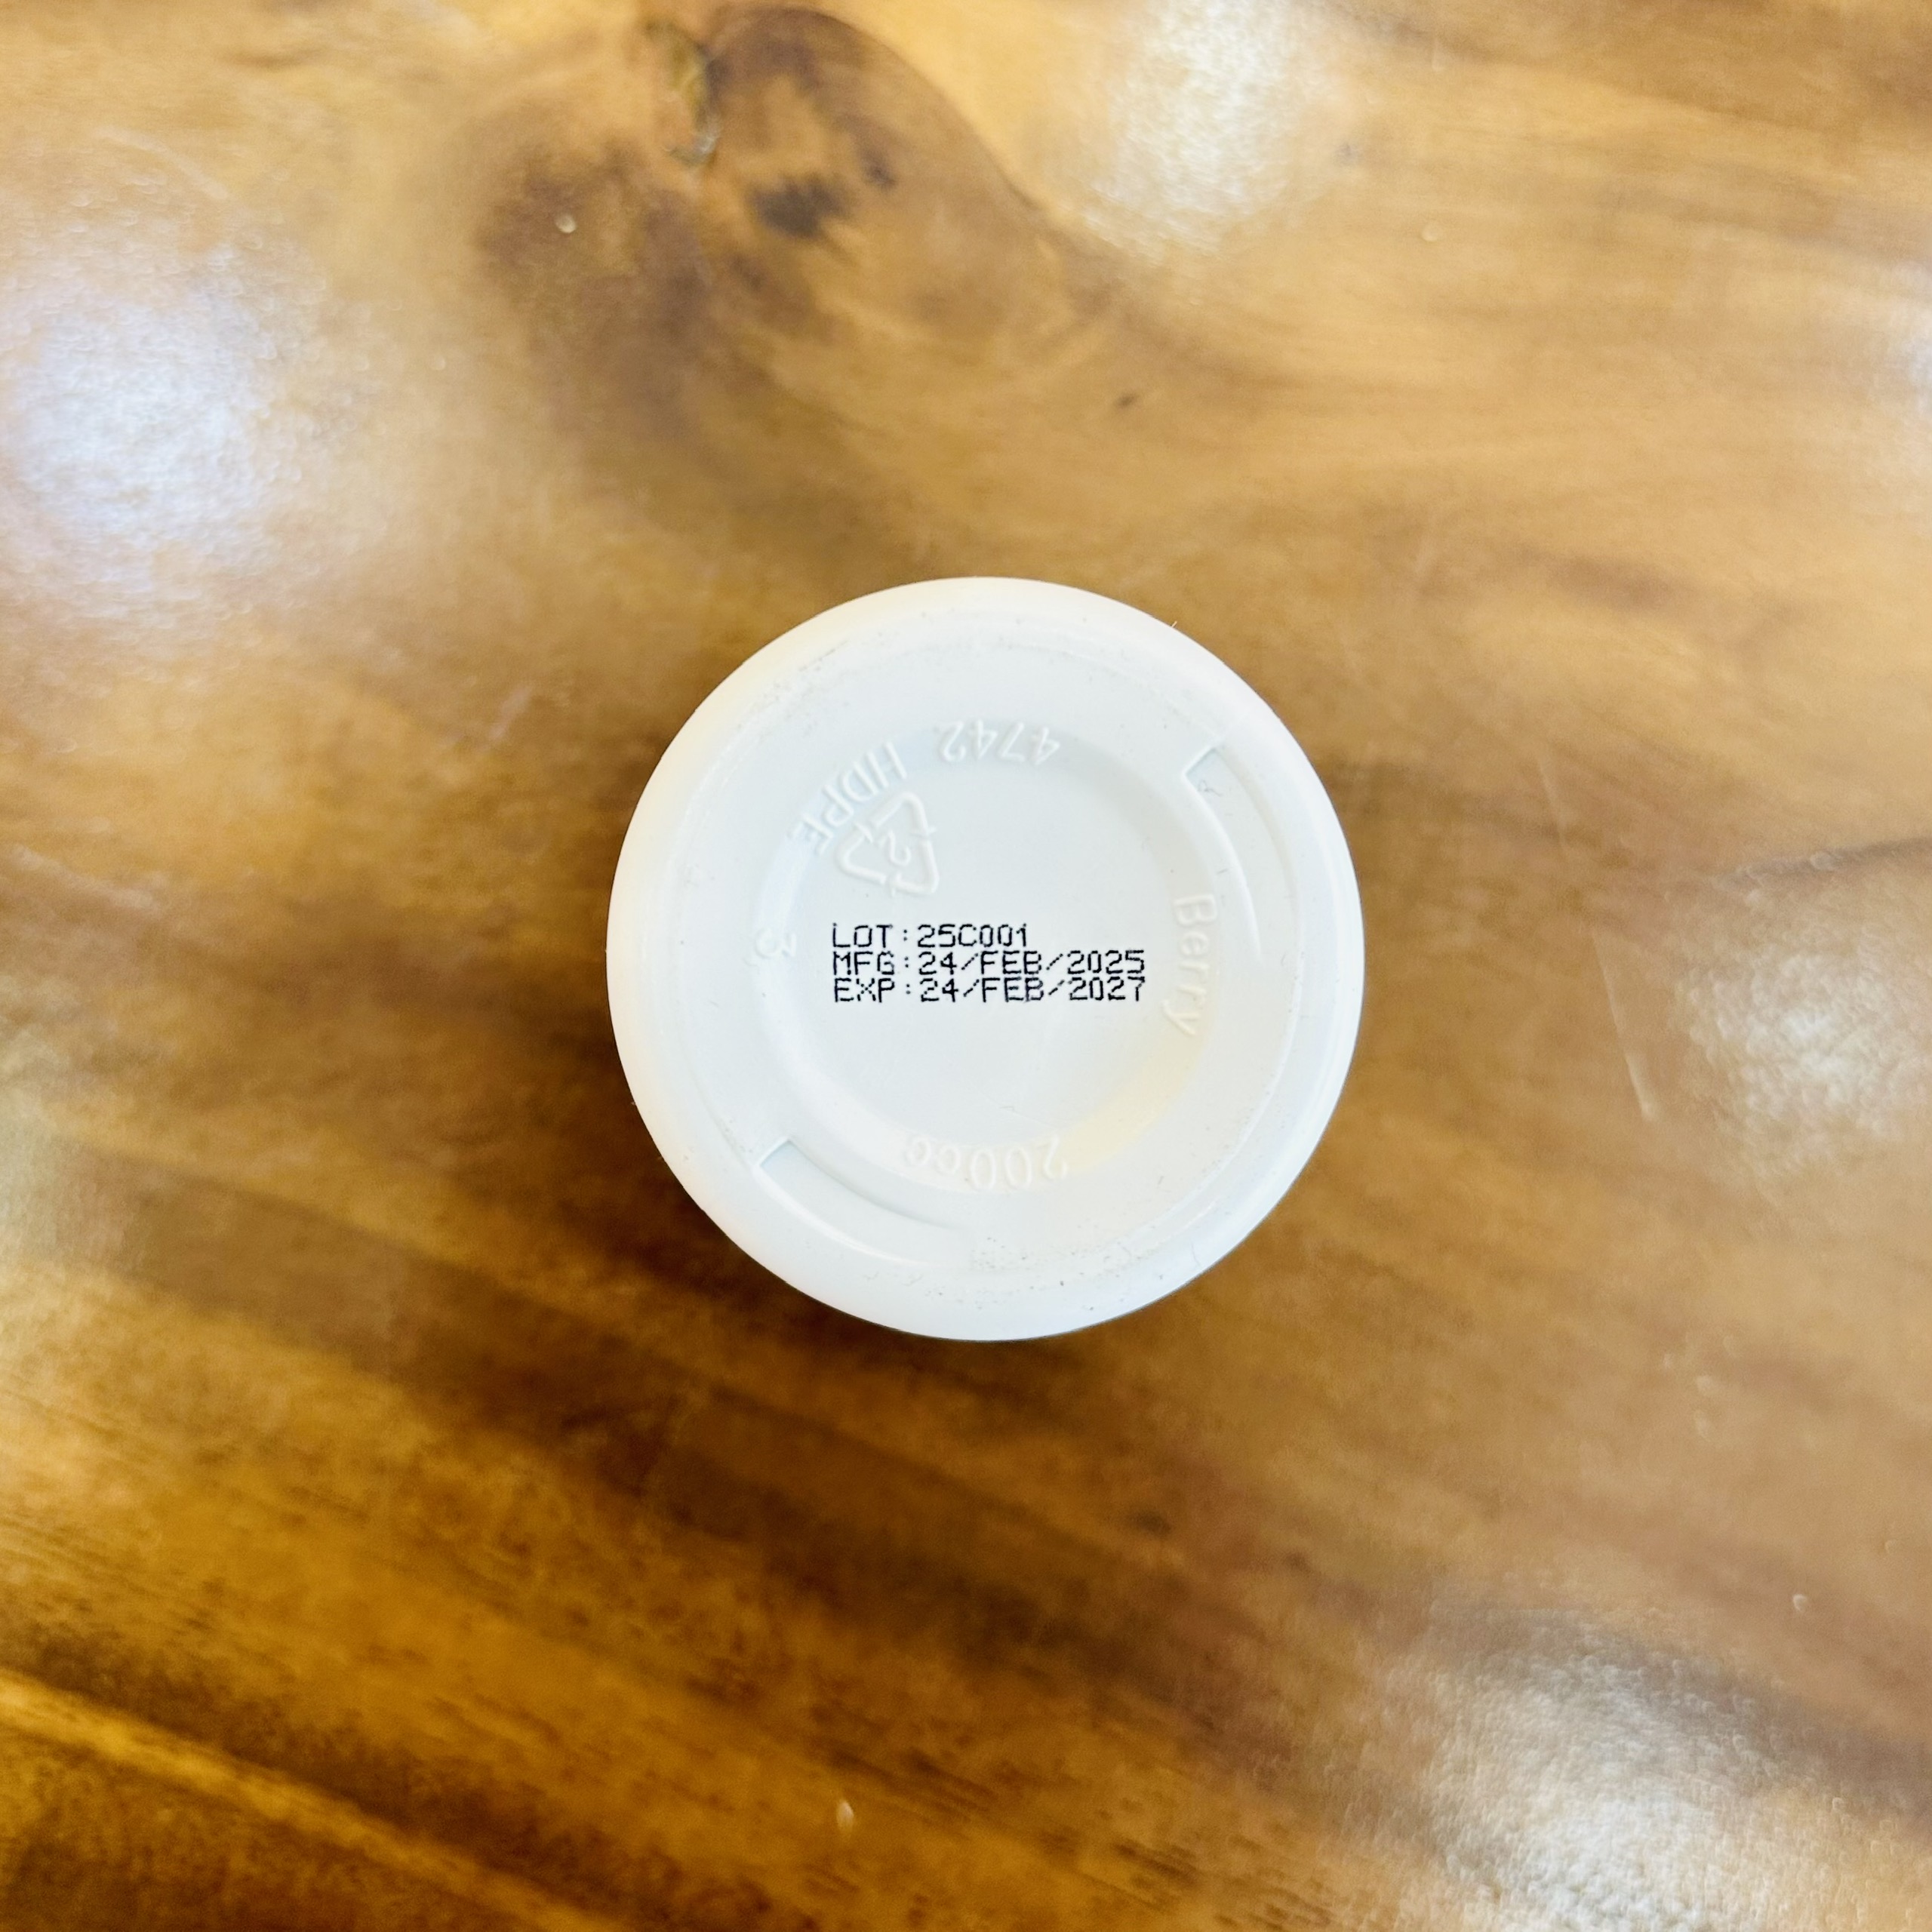 4742 HDPE
2
3
Berry
LOT:25C001
MFG:24/FEB/2025
EXP:24/FEB/2027
200cc